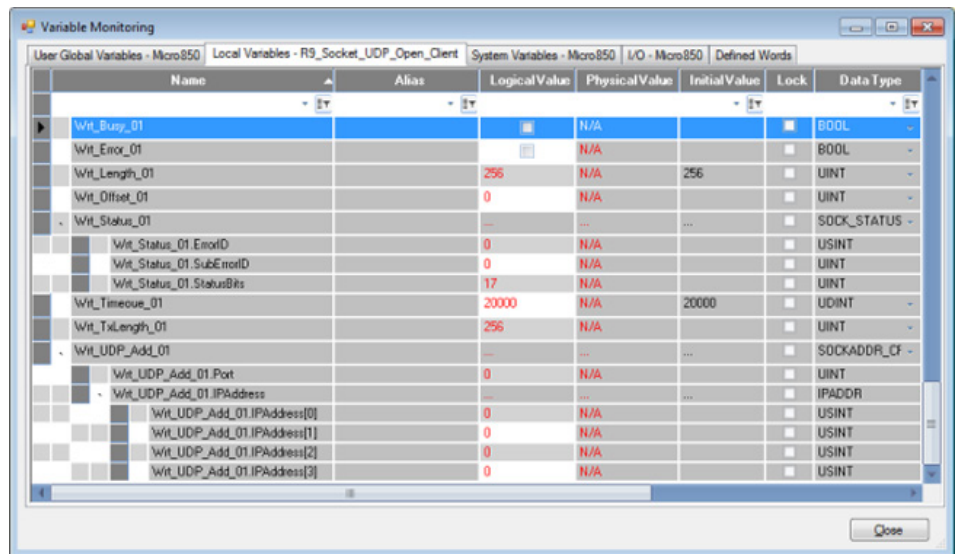 Variable Monitoring
User Global Variables - Micro850 Local Variables - R9_Socket_UDP_Open_Client System Variables - Micro850 I/O - Micro850 Defined Words
Name Alias Logical Value Physical Value Initial Value Lock Data Type
Wrt_Busy_01 N/A BOOL
Wrt_Error_01 N/A BOOL
Wrt_Length_01 256 N/A 256 UINT
Wrt_Offset_01 0 N/A UINT
Wrt_Status_01 ... ... ... SOCK_STATUS
Wrt_Status_01.ErrorID 0 N/A USINT
Wrt_Status_01.SubErrorID 0 N/A UINT
Wrt_Status_01.StatusBits 17 N/A UINT
Wrt_Timeoue_01 20000 N/A 20000 UDINT
Wrt_TxLength_01 256 N/A UINT
Wrt_UDP_Add_01 ... ... ... SOCKADDR_CF
Wrt_UDP_Add_01.Port 0 N/A UINT
Wrt_UDP_Add_01.IPAddress ... ... ... IPADDR
Wrt_UDP_Add_01.IPAddress[0] 0 N/A USINT
Wrt_UDP_Add_01.IPAddress[1] 0 N/A USINT
Wrt_UDP_Add_01.IPAddress[2] 0 N/A USINT
Wrt_UDP_Add_01.IPAddress[3] 0 N/A USINT
Close